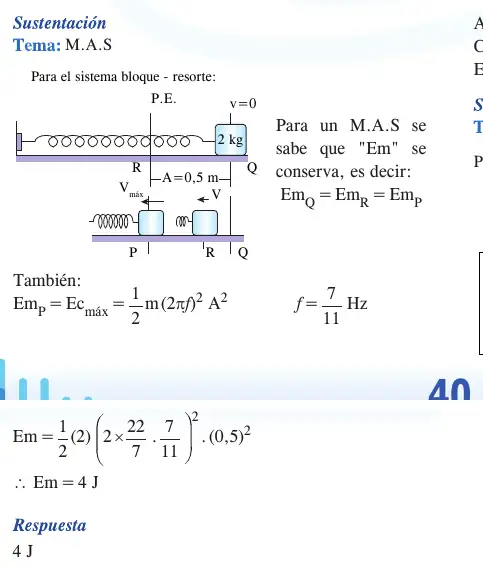 Sustentación
Tema: M.A.S
Para el sistema bloque - resorte:
P.E.
v=0
2 kg
R
A=0,5 m
Q
Vmáx
V
P
R
Q
Para un M.A.S se
sabe que "Em" se
conserva, es decir:
EmQ = EmR = EmP
También:
EmP = Ecmáx = 1/2 m (2πf)² A²
f = 7/11 Hz
40
Em = 1/2 (2) (2 × 22/7 . 7/11)² . (0,5)²
∴ Em = 4 J
Respuesta
4 J
A
C
E
S
T
P